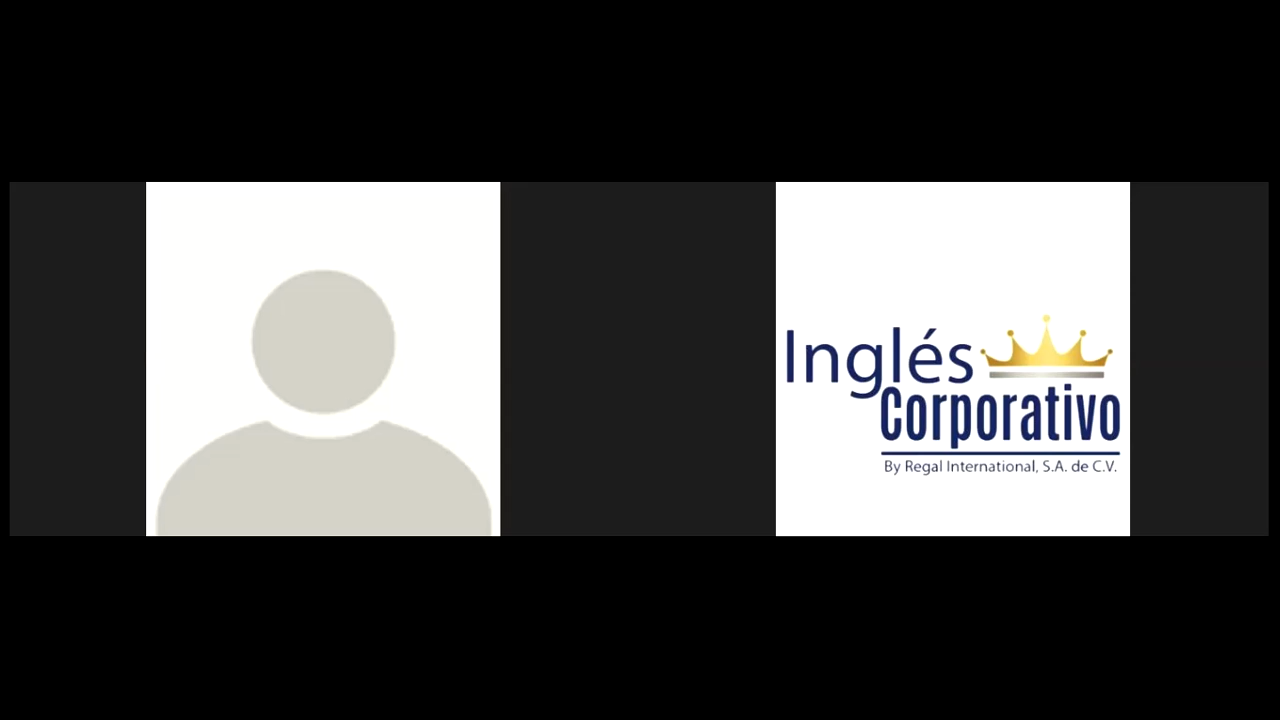 Inglés
Corporativo
By Regal International, S.A. de C.V.